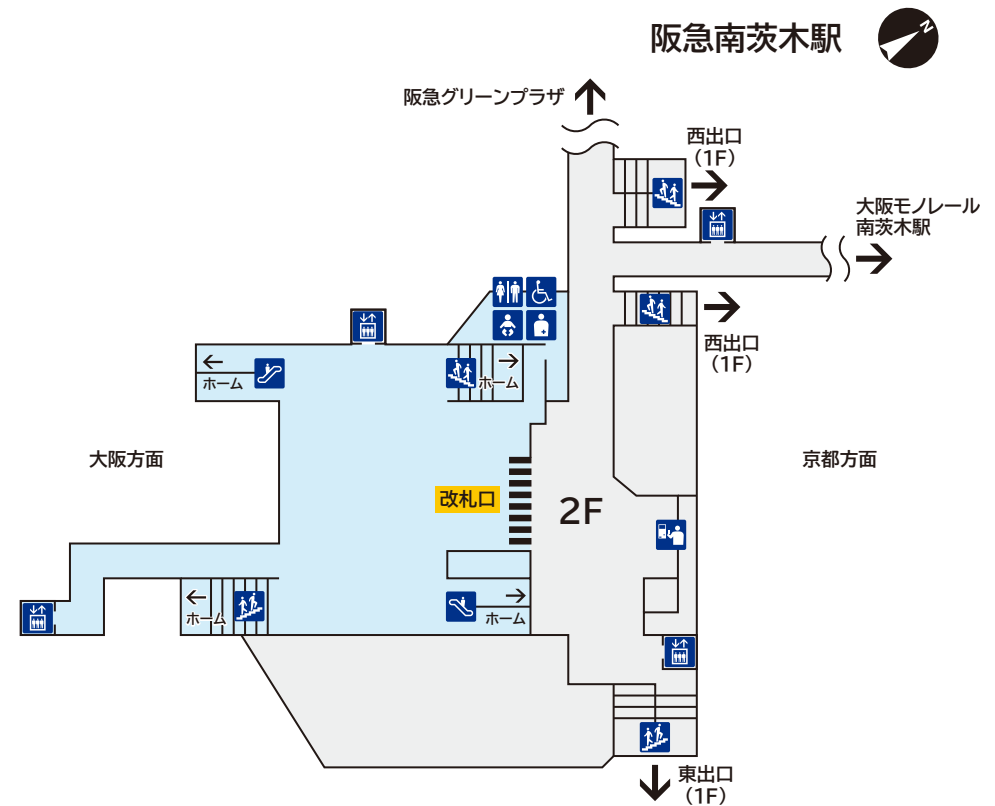 阪急南茨木駅
N
阪急グリーンプラザ
西出口
(1F)
大阪モノレール
南茨木駅
西出口
(1F)
ホーム
ホーム
大阪方面
京都方面
改札口
2F
ホーム
ホーム
東出口
(1F)